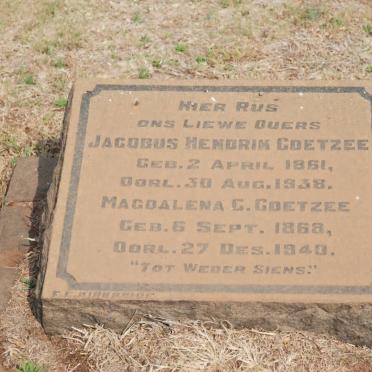 Hier Rus
ons Liewe Ouers
Jacobus Hendrik Coetzee
Geb. 2 April 1861,
Oorl. 30 Aug. 1938.
Magdalena C. Coetzee
Geb. 6 Sept. 1868,
Oorl. 27 Des. 1940.
"Tot Weder Siens."